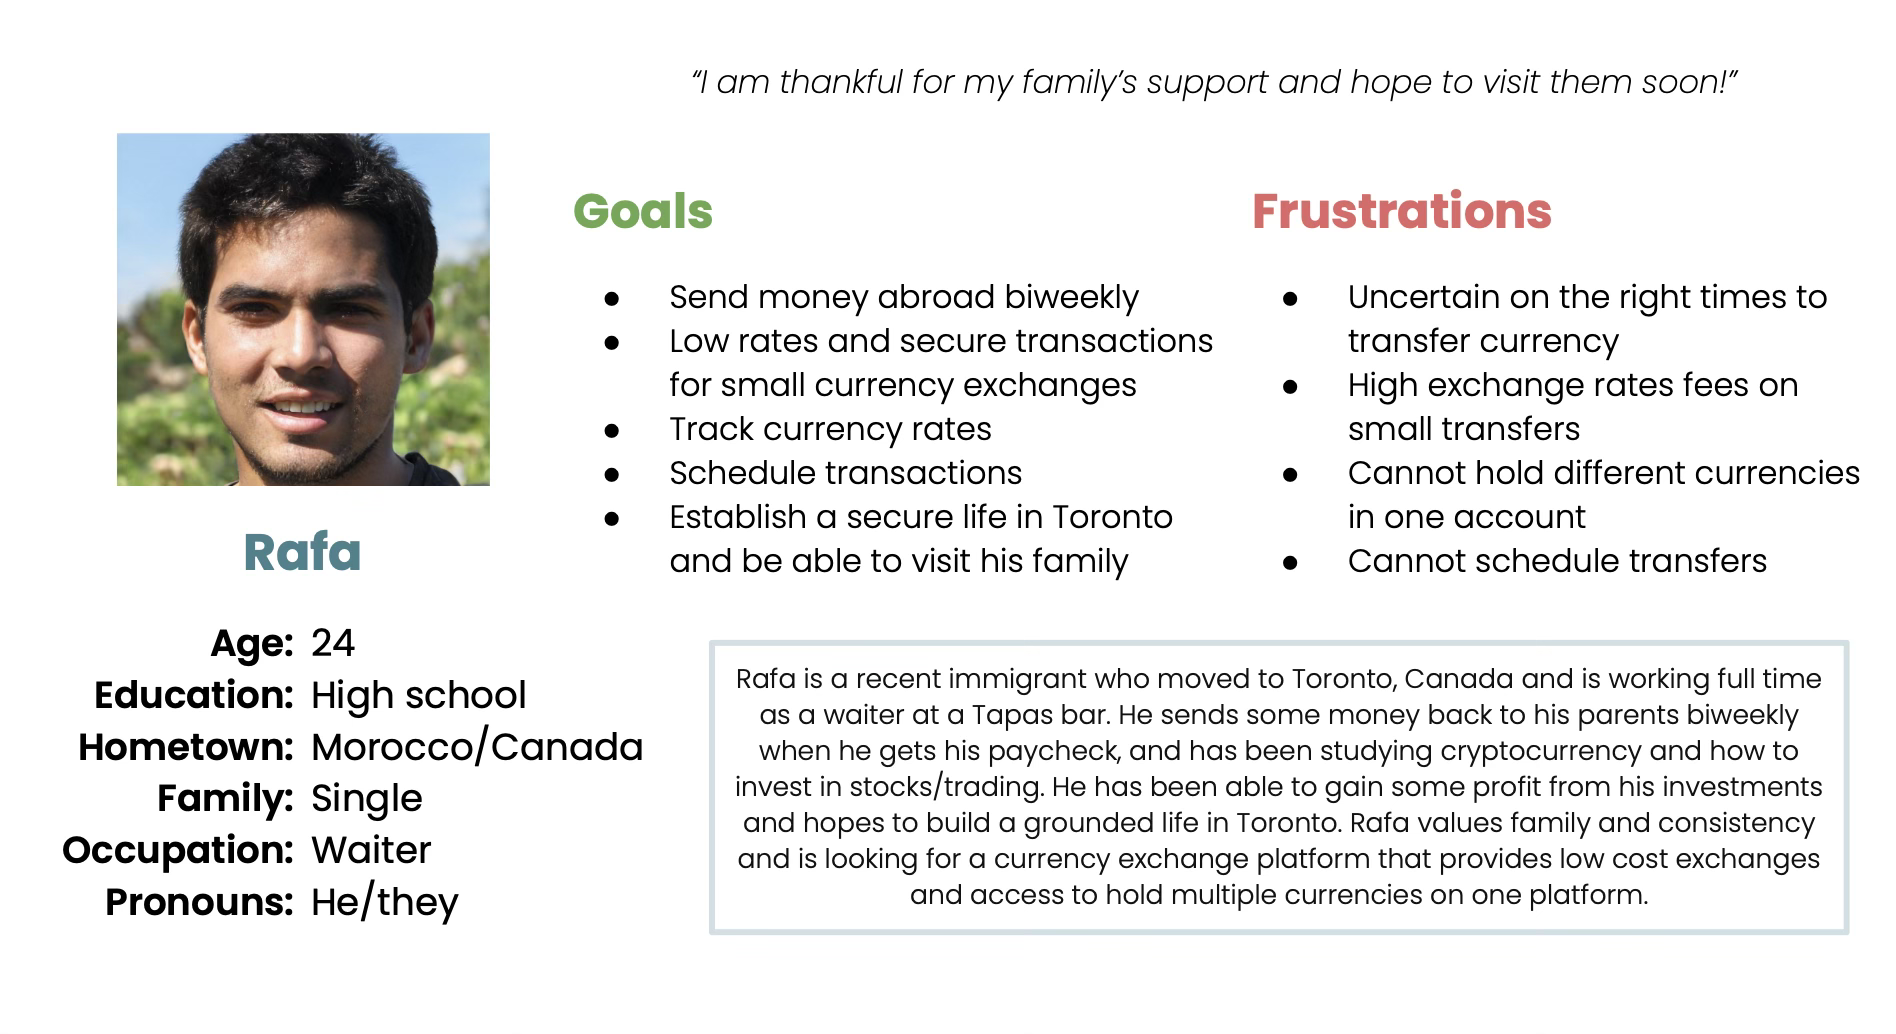 “I am thankful for my family’s support and hope to visit them soon!”
Rafa
Age: 24
Education: High school
Hometown: Morocco/Canada
Family: Single
Occupation: Waiter
Pronouns: He/they
Goals
● Send money abroad biweekly
● Low rates and secure transactions
for small currency exchanges
● Track currency rates
● Schedule transactions
● Establish a secure life in Toronto
and be able to visit his family
Frustrations
● Uncertain on the right times to
transfer currency
● High exchange rates fees on
small transfers
● Cannot hold different currencies
in one account
● Cannot schedule transfers
Rafa is a recent immigrant who moved to Toronto, Canada and is working full time
as a waiter at a Tapas bar. He sends some money back to his parents biweekly
when he gets his paycheck, and has been studying cryptocurrency and how to
invest in stocks/trading. He has been able to gain some profit from his investments
and hopes to build a grounded life in Toronto. Rafa values family and consistency
and is looking for a currency exchange platform that provides low cost exchanges
and access to hold multiple currencies on one platform.